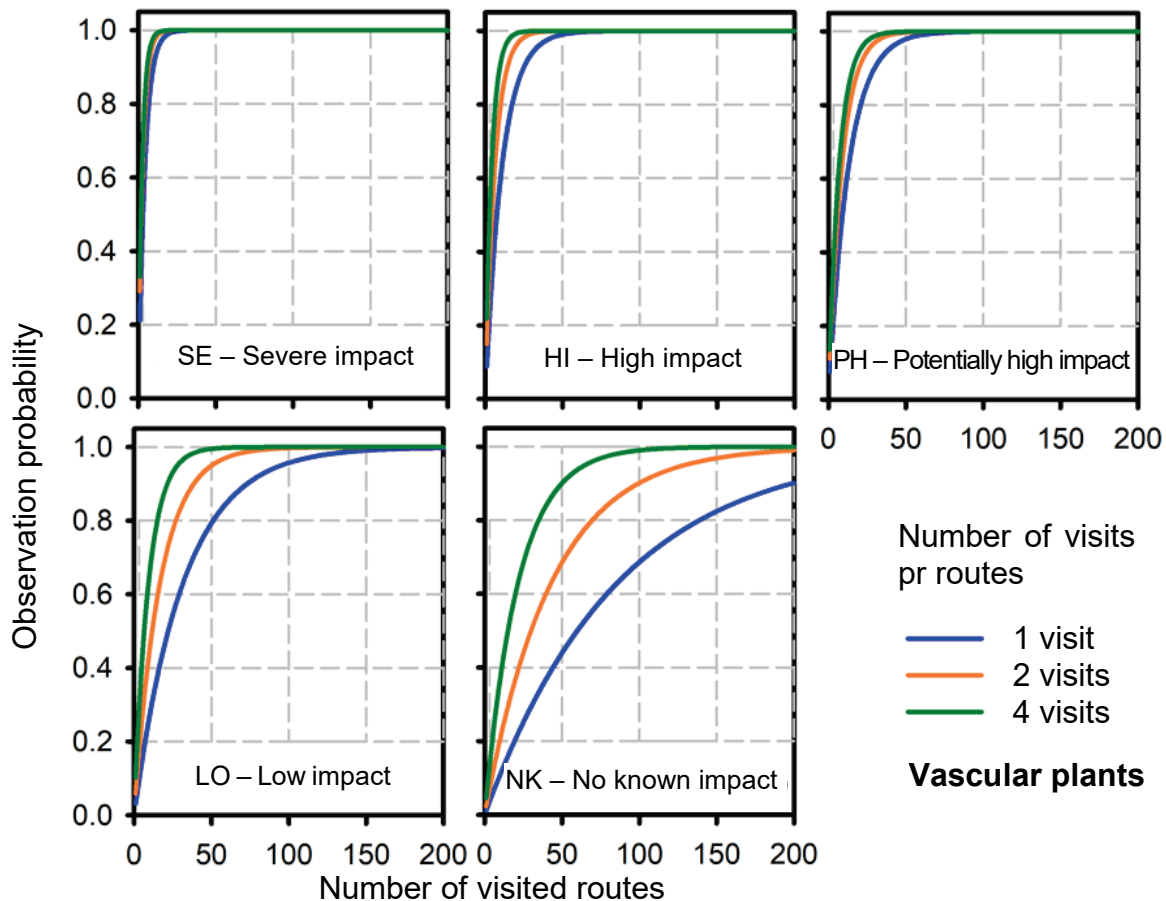 Observation probability
1.0
0.8
0.6
0.4
0.2
0.0
SE – Severe impact
HI – High impact
PH – Potentially high impact
0 50 100 150 200
1.0
0.8
0.6
0.4
0.2
0.0
LO – Low impact
NK – No known impact
0 50 100 150 200
0 50 100 150 200
Number of visited routes
Number of visits
pr routes
1 visit
2 visits
4 visits
Vascular plants